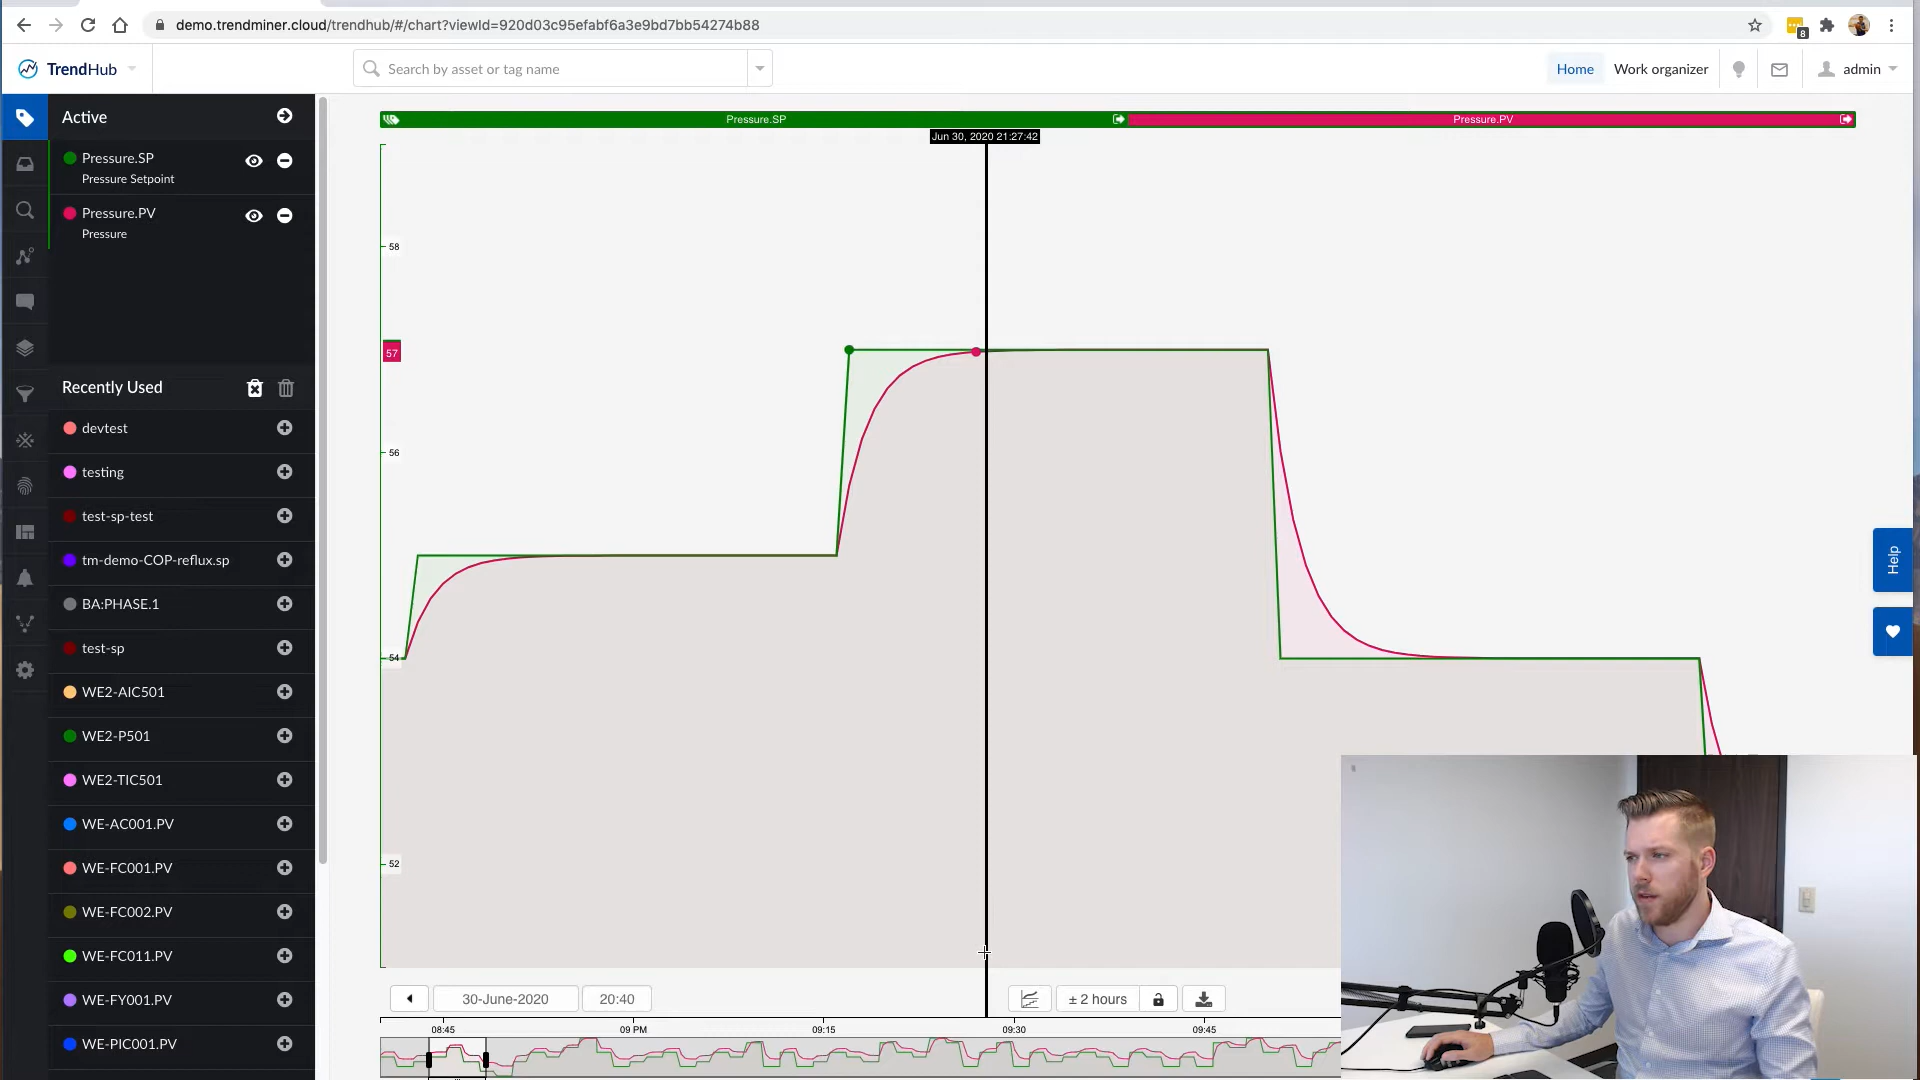 demo.trendminer.cloud/trendhub/#/chart?viewId=920d03c95efabf6a3e9bd7bb54274b88
8
TrendHub
Search by asset or tag name
Home
Work organizer
admin
Active
Pressure.SP
Pressure Setpoint
Pressure.PV
Pressure
Recently Used
devtest
testing
test-sp-test
tm-demo-COP-reflux.sp
BA:PHASE.1
test-sp
WE2-AIC501
WE2-P501
WE2-TIC501
WE-AC001.PV
WE-FC001.PV
WE-FC002.PV
WE-FC011.PV
WE-FY001.PV
WE-PIC001.PV
Pressure.SP
Pressure.PV
Jun 30, 2020 21:27:42
58
57
56
54
52
30-June-2020
20:40
± 2 hours
08:45
09 PM
09:15
09:30
09:45
Help